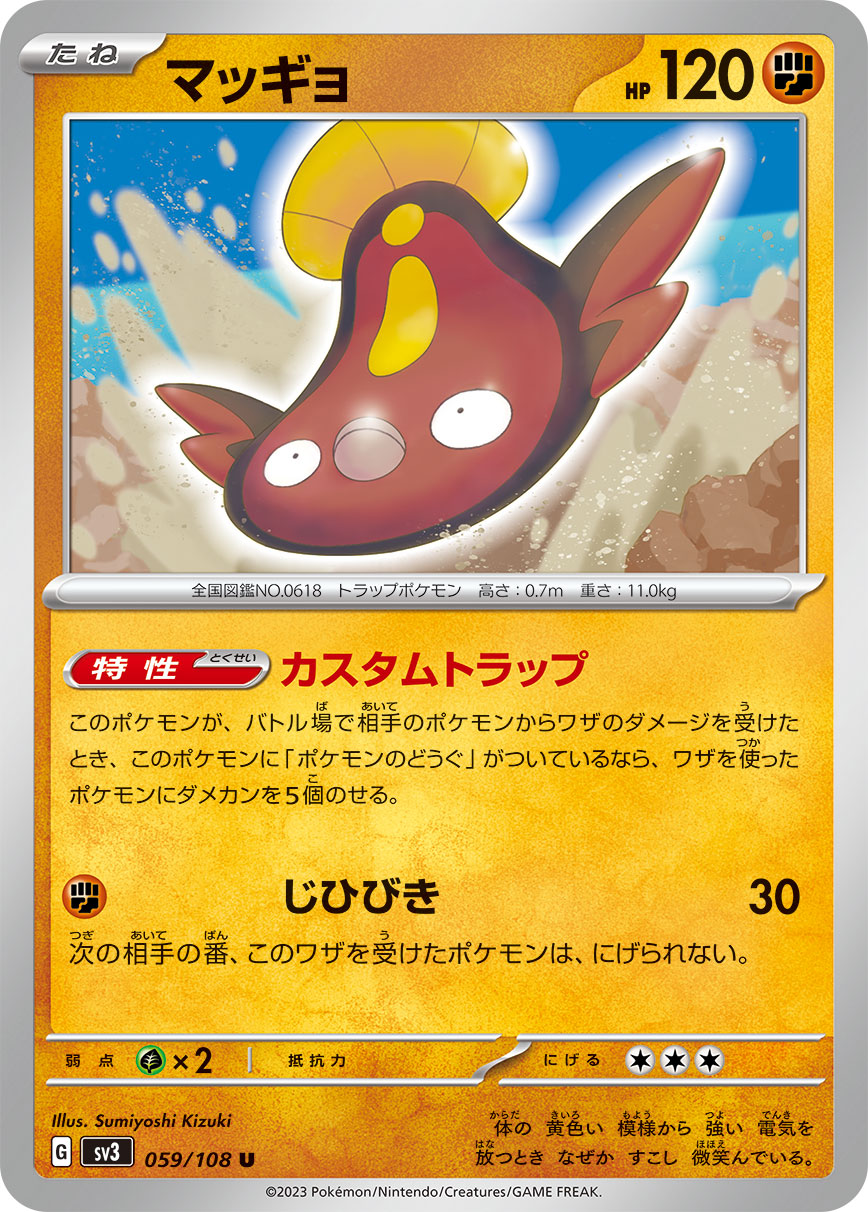 たね マッギョ HP 120
全国図鑑NO.0618 トラップポケモン 高さ:0.7m 重さ:11.0kg
特性 とくせい カスタムトラップ
このポケモンが、バトル場で相手のポケモンからワザのダメージを受けた
とき、このポケモンに「ポケモンのどうぐ」がついているなら、ワザを使った
ポケモンにダメカンを5個のせる。
じひびき 30
次の相手の番、このワザを受けたポケモンは、にげられない。
弱点 ×2 抵抗力 にげる
Illus. Sumiyoshi Kizuki
体の 黄色い 模様から 強い 電気を
放つとき なぜか すこし 微笑んでいる。
G sv3 059/108 U
©2023 Pokémon/Nintendo/Creatures/GAME FREAK.